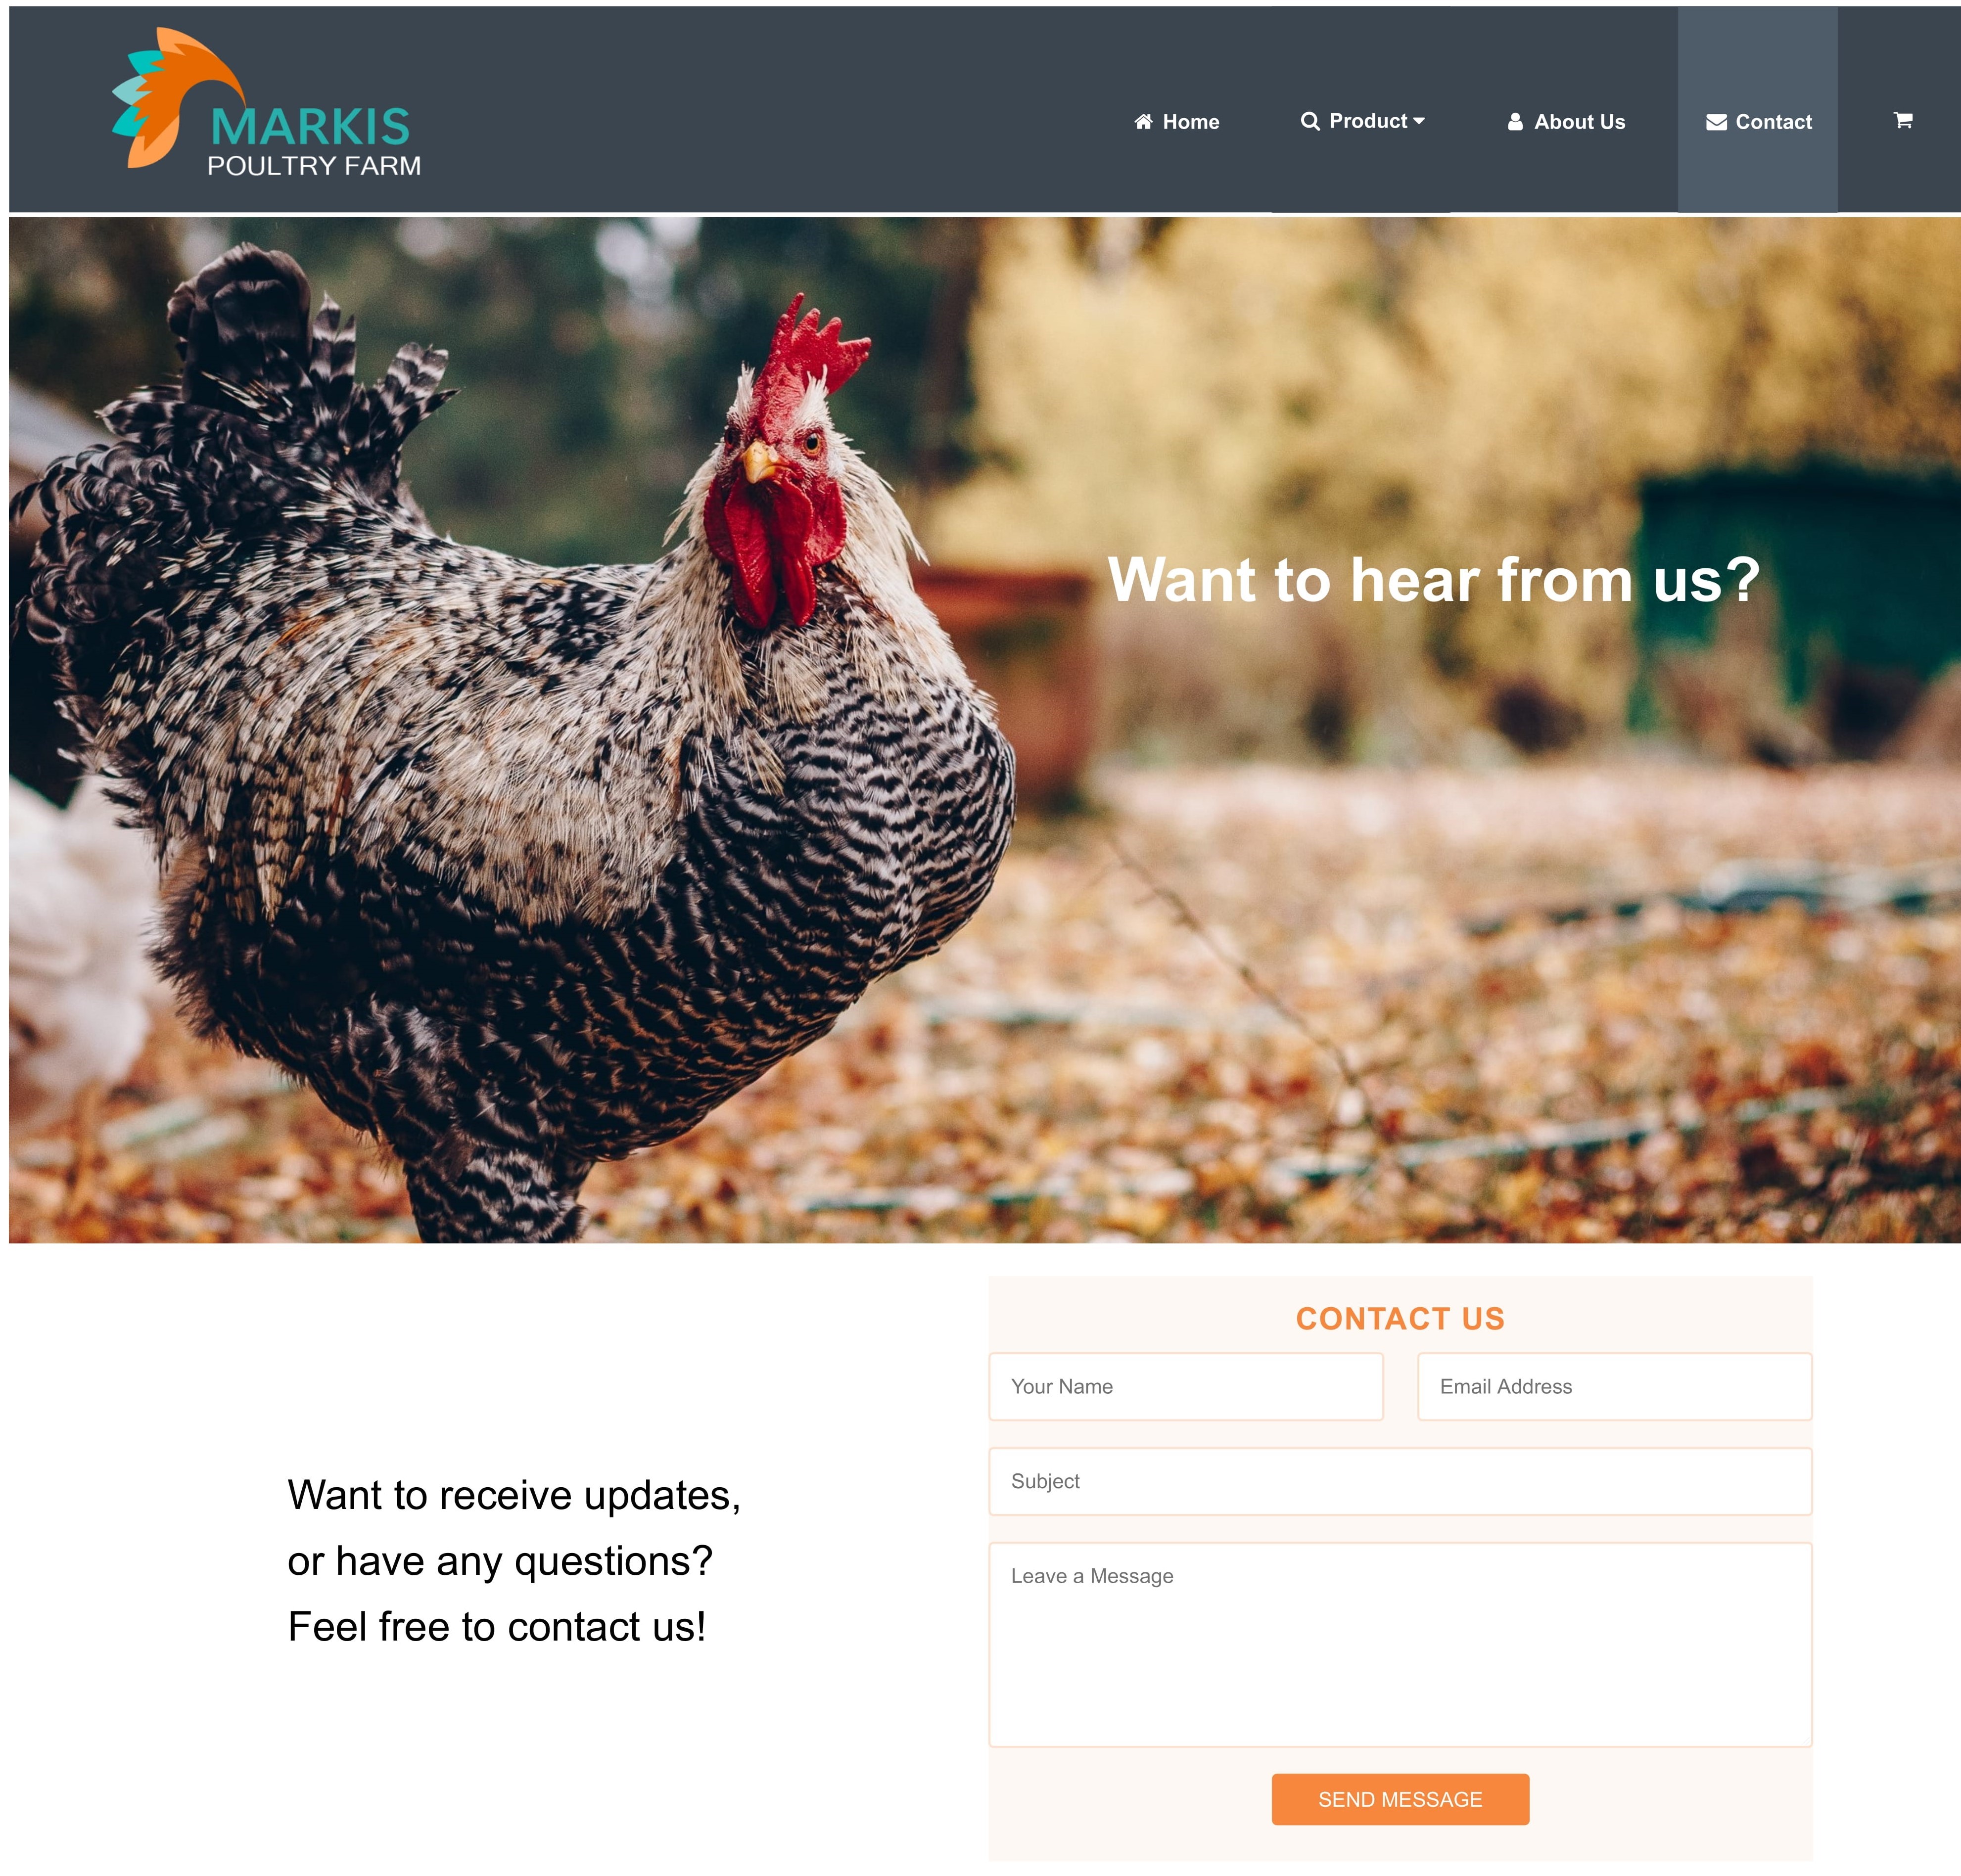 MARKIS
POULTRY FARM
Home
Product
About Us
Contact
Want to hear from us?
CONTACT US
Your Name
Email Address
Subject
Leave a Message
Want to receive updates,
or have any questions?
Feel free to contact us!
SEND MESSAGE